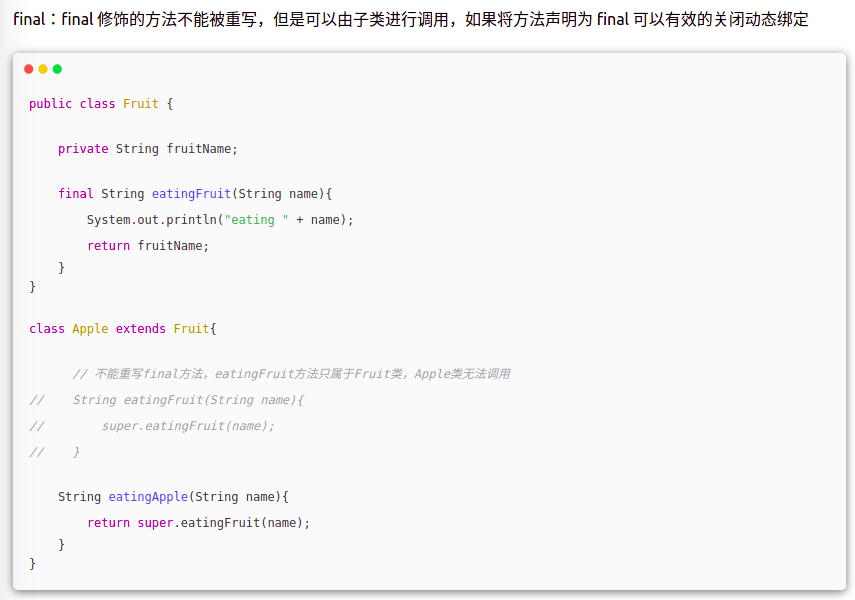 final：final 修饰的方法不能被重写，但是可以由子类进行调用，如果将方法声明为 final 可以有效的关闭动态绑定
public class Fruit {
    private String fruitName;
    final String eatingFruit(String name){
        System.out.println("eating " + name);
        return fruitName;
    }
}
class Apple extends Fruit{
      // 不能重写final方法，eatingFruit方法只属于Fruit类，Apple类无法调用
//    String eatingFruit(String name){
//        super.eatingFruit(name);
//    }
    String eatingApple(String name){
        return super.eatingFruit(name);
    }
}